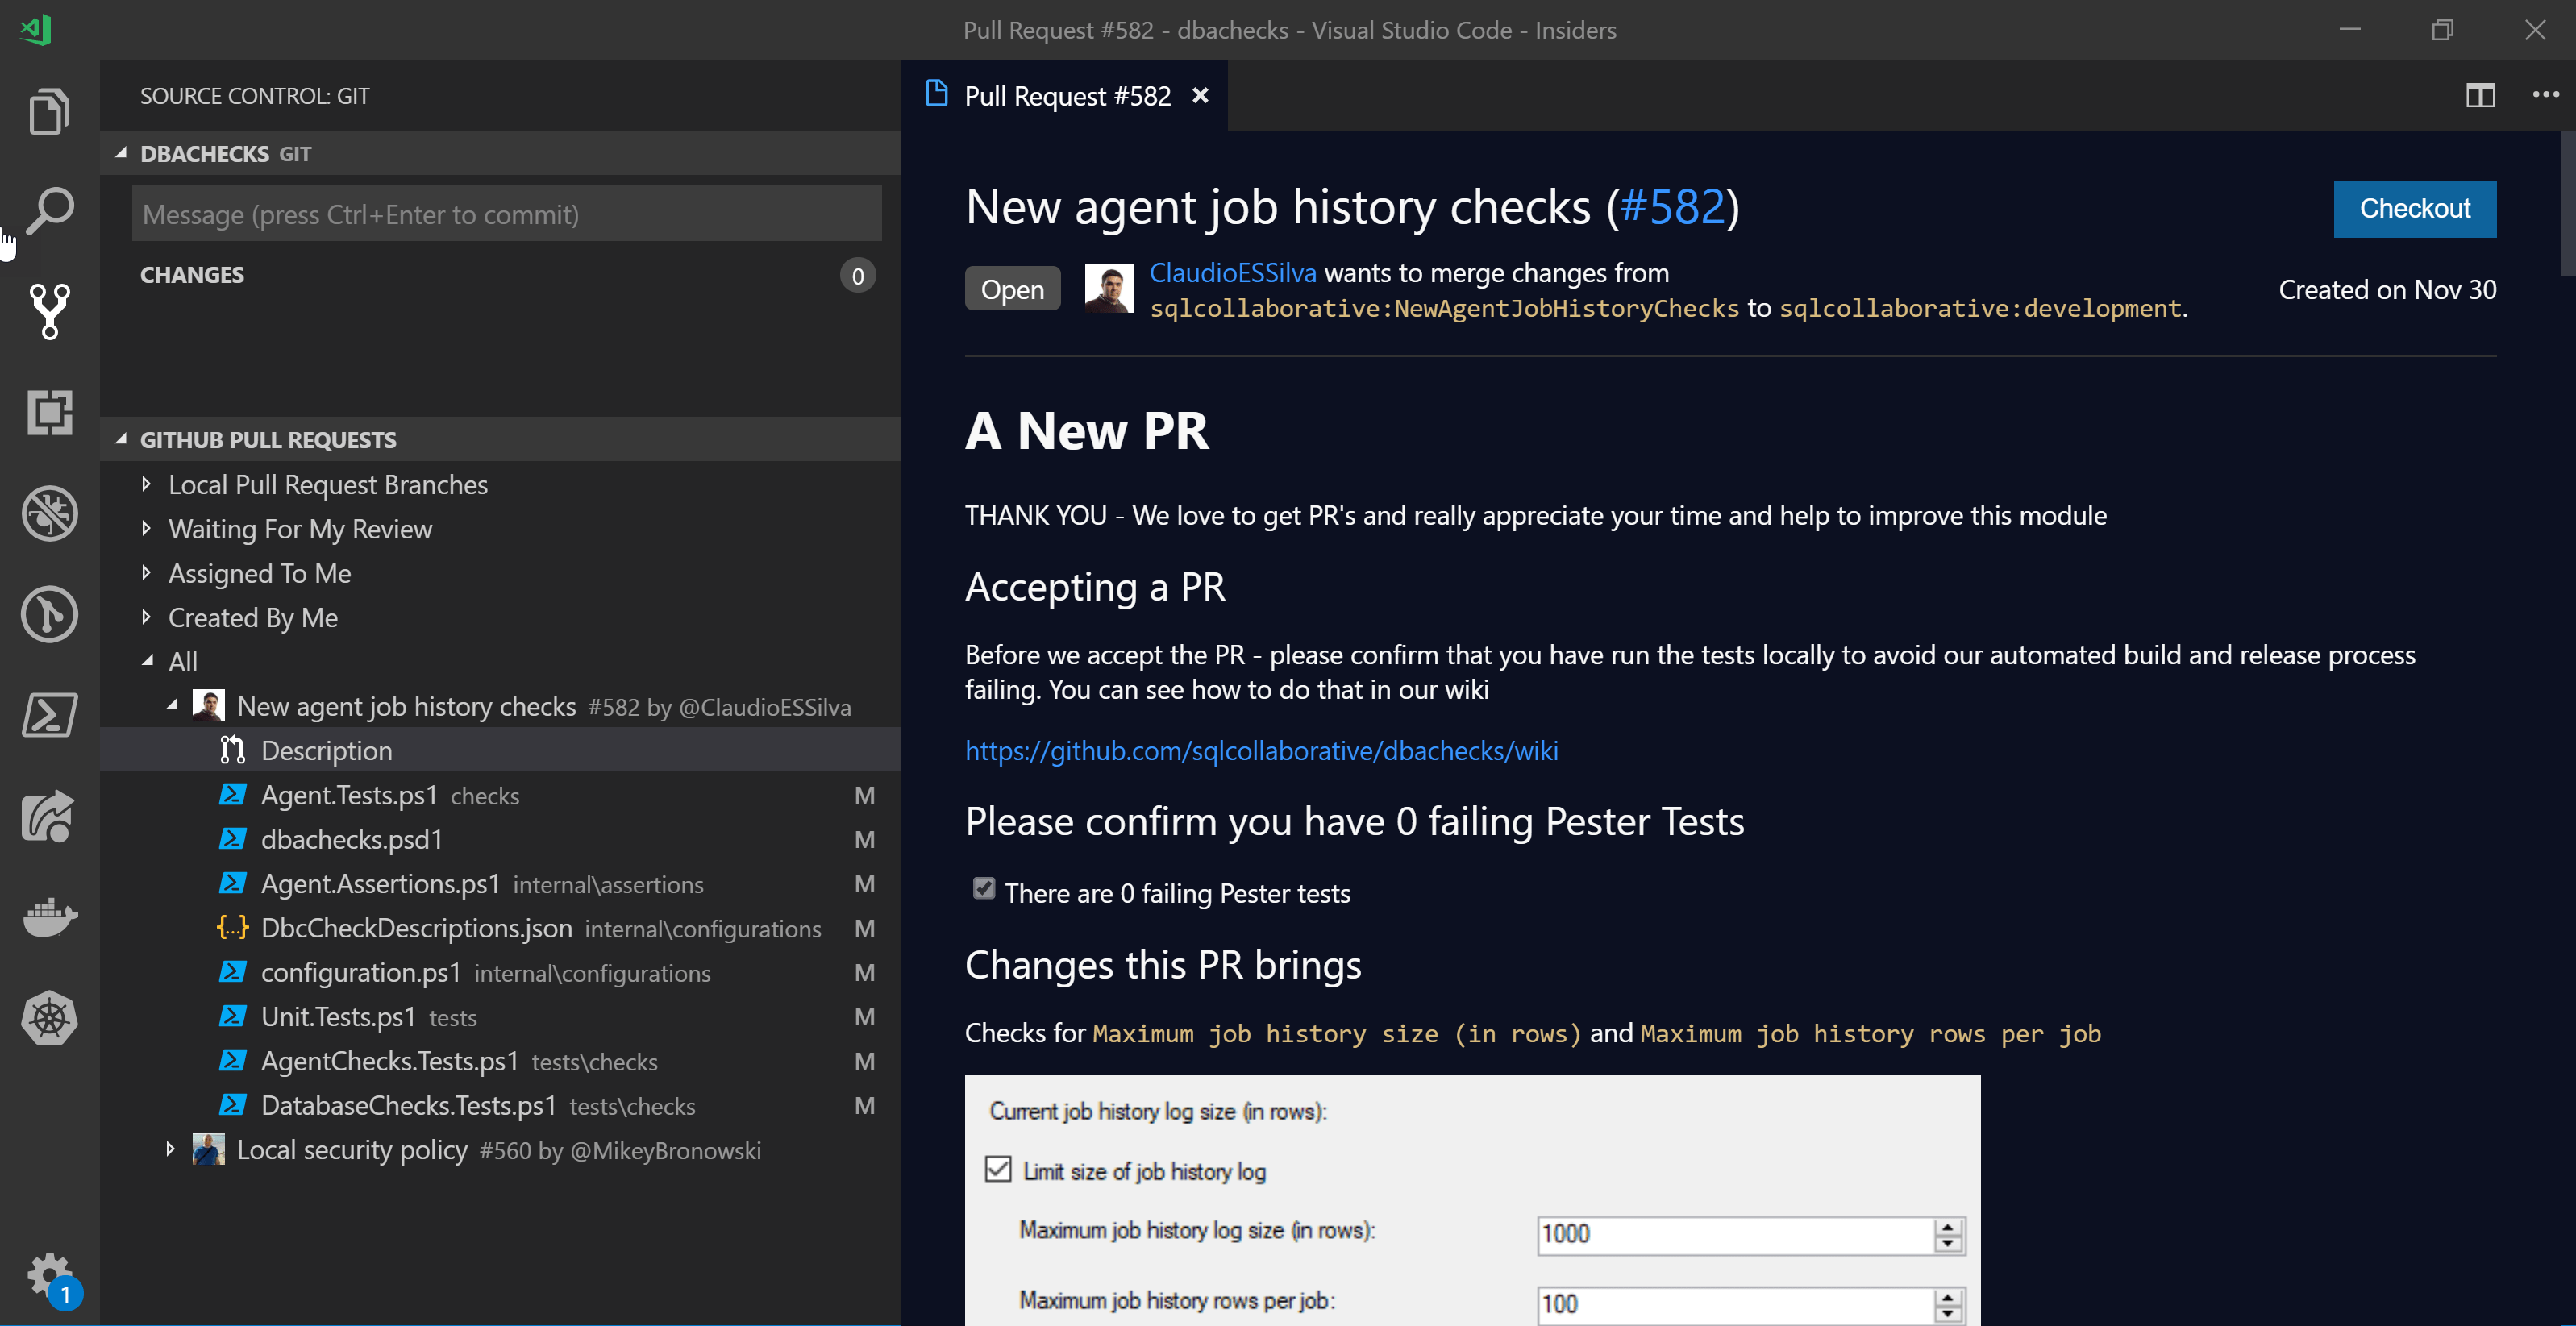 Pull Request #582 - dbachecks - Visual Studio Code - Insiders
SOURCE CONTROL: GIT
DBACHECKS GIT
Message (press Ctrl+Enter to commit)
CHANGES 0
GITHUB PULL REQUESTS
Local Pull Request Branches
Waiting For My Review
Assigned To Me
Created By Me
All
New agent job history checks #582 by @ClaudioESSilva
Description
Agent.Tests.ps1 checks M
dbachecks.psd1 M
Agent.Assertions.ps1 internal\assertions M
{...} DbcCheckDescriptions.json internal\configurations M
configuration.ps1 internal\configurations M
Unit.Tests.ps1 tests M
AgentChecks.Tests.ps1 tests\checks M
DatabaseChecks.Tests.ps1 tests\checks M
Local security policy #560 by @MikeyBronowski
1
Pull Request #582
New agent job history checks (#582)
Checkout
Open
ClaudioESSilva wants to merge changes from
sqlcollaborative:NewAgentJobHistoryChecks to sqlcollaborative:development.
Created on Nov 30
A New PR
THANK YOU - We love to get PR's and really appreciate your time and help to improve this module
Accepting a PR
Before we accept the PR - please confirm that you have run the tests locally to avoid our automated build and release process
failing. You can see how to do that in our wiki
https://github.com/sqlcollaborative/dbachecks/wiki
Please confirm you have 0 failing Pester Tests
There are 0 failing Pester tests
Changes this PR brings
Checks for Maximum job history size (in rows) and Maximum job history rows per job
Current job history log size (in rows):
Limit size of job history log
Maximum job history log size (in rows): 1000
Maximum job history rows per job: 100